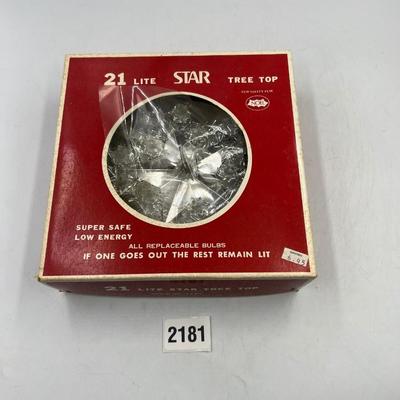 21 LITE STAR TREE TOP
SUPER SAFE
LOW ENERGY
ALL REPLACEABLE BULBS
IF ONE GOES OUT THE REST REMAIN LIT
21 LITE STAR TREE TOP
2181